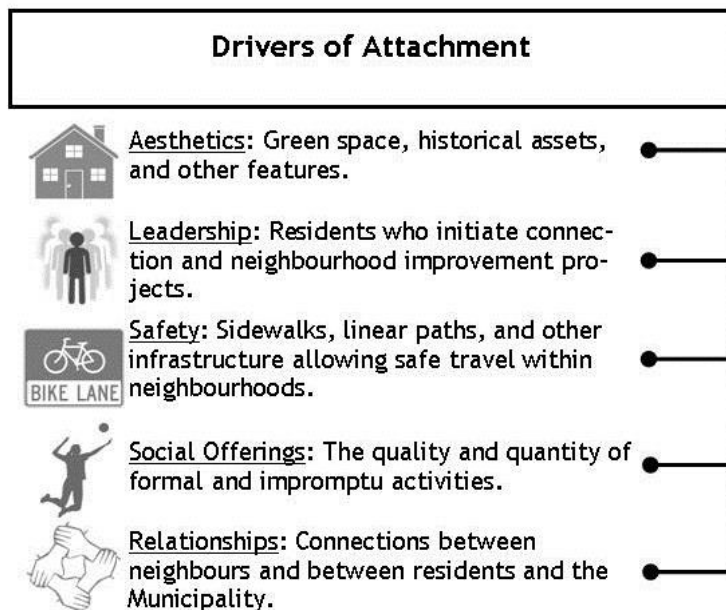 Drivers of Attachment
Aesthetics: Green space, historical assets,
and other features.
Leadership: Residents who initiate connec-
tion and neighbourhood improvement pro-
jects.
Safety: Sidewalks, linear paths, and other
infrastructure allowing safe travel within
neighbourhoods.
BIKE LANE
Social Offerings: The quality and quantity of
formal and impromptu activities.
Relationships: Connections between
neighbours and between residents and the
Municipality.